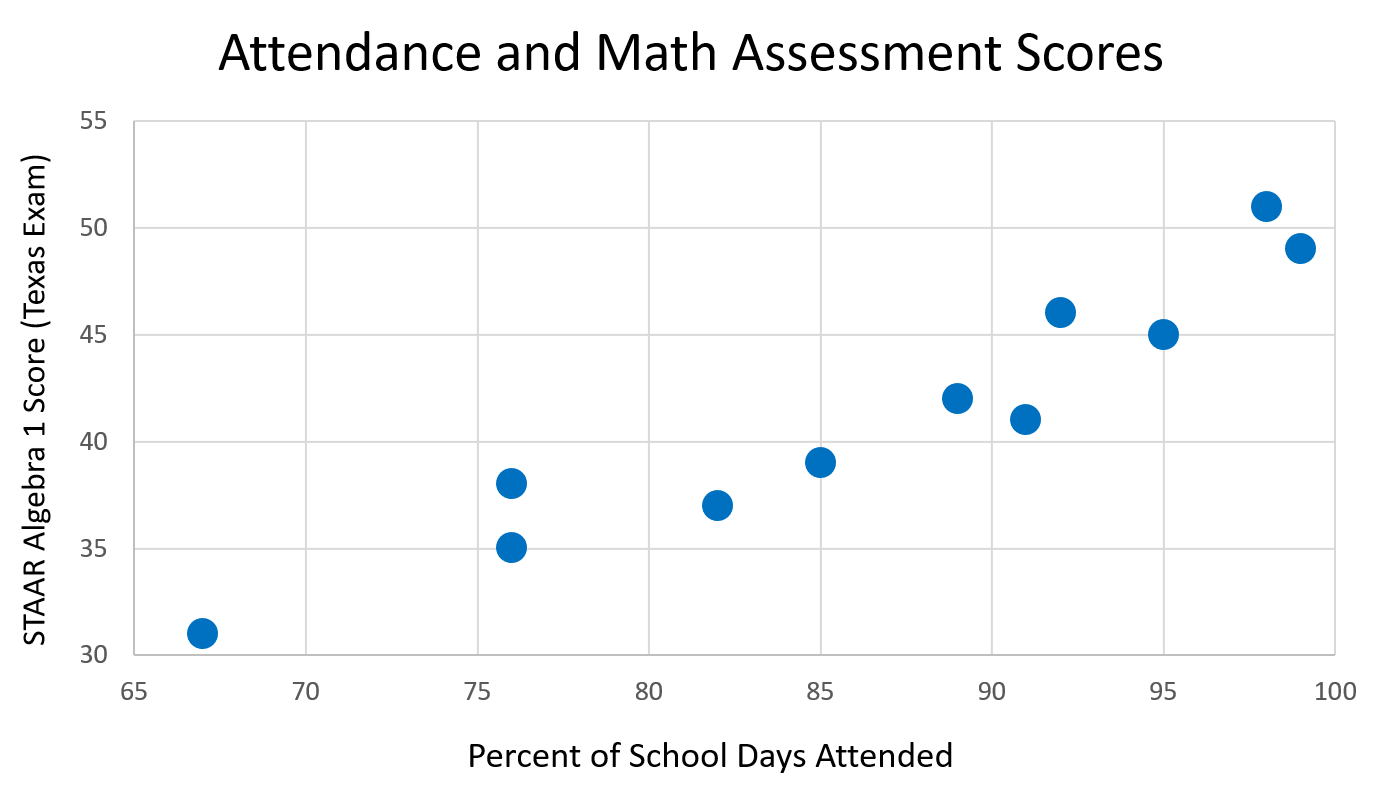 Attendance and Math Assessment Scores
STAAR Algebra 1 Score (Texas Exam)
55
50
45
40
35
30
65 70 75 80 85 90 95 100
Percent of School Days Attended